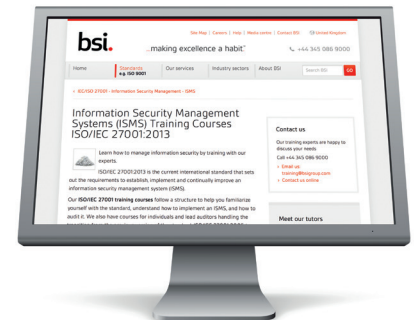 Site Map | Careers | Help | Media centre | Contact BSI United Kingdom
bsi.
...making excellence a habit.™
+44 345 086 9000
Home
Standards
e.g. ISO 9001
Our services
Industry sectors
About BSI
Search BSI
GO
IEC/ISO 27001 - Information Security Management - ISMS
Information Security Management
Systems (ISMS) Training Courses
ISO/IEC 27001:2013
Learn how to manage information security by training with our
experts.
ISO/IEC 27001:2013 is the current international standard that sets
out the requirements to establish, implement and continually improve an
information security management system (ISMS).
Our ISO/IEC 27001 training courses follow a structure to help you familiarize
yourself with the standard, understand how to implement an ISMS, and how to
audit it. We also have courses for individuals and lead auditors handling the
Contact us
Our training experts are happy to
discuss your needs
Call +44 345 086 9000
Email us
training@bsigroup.com
Contact us online
Meet our tutors